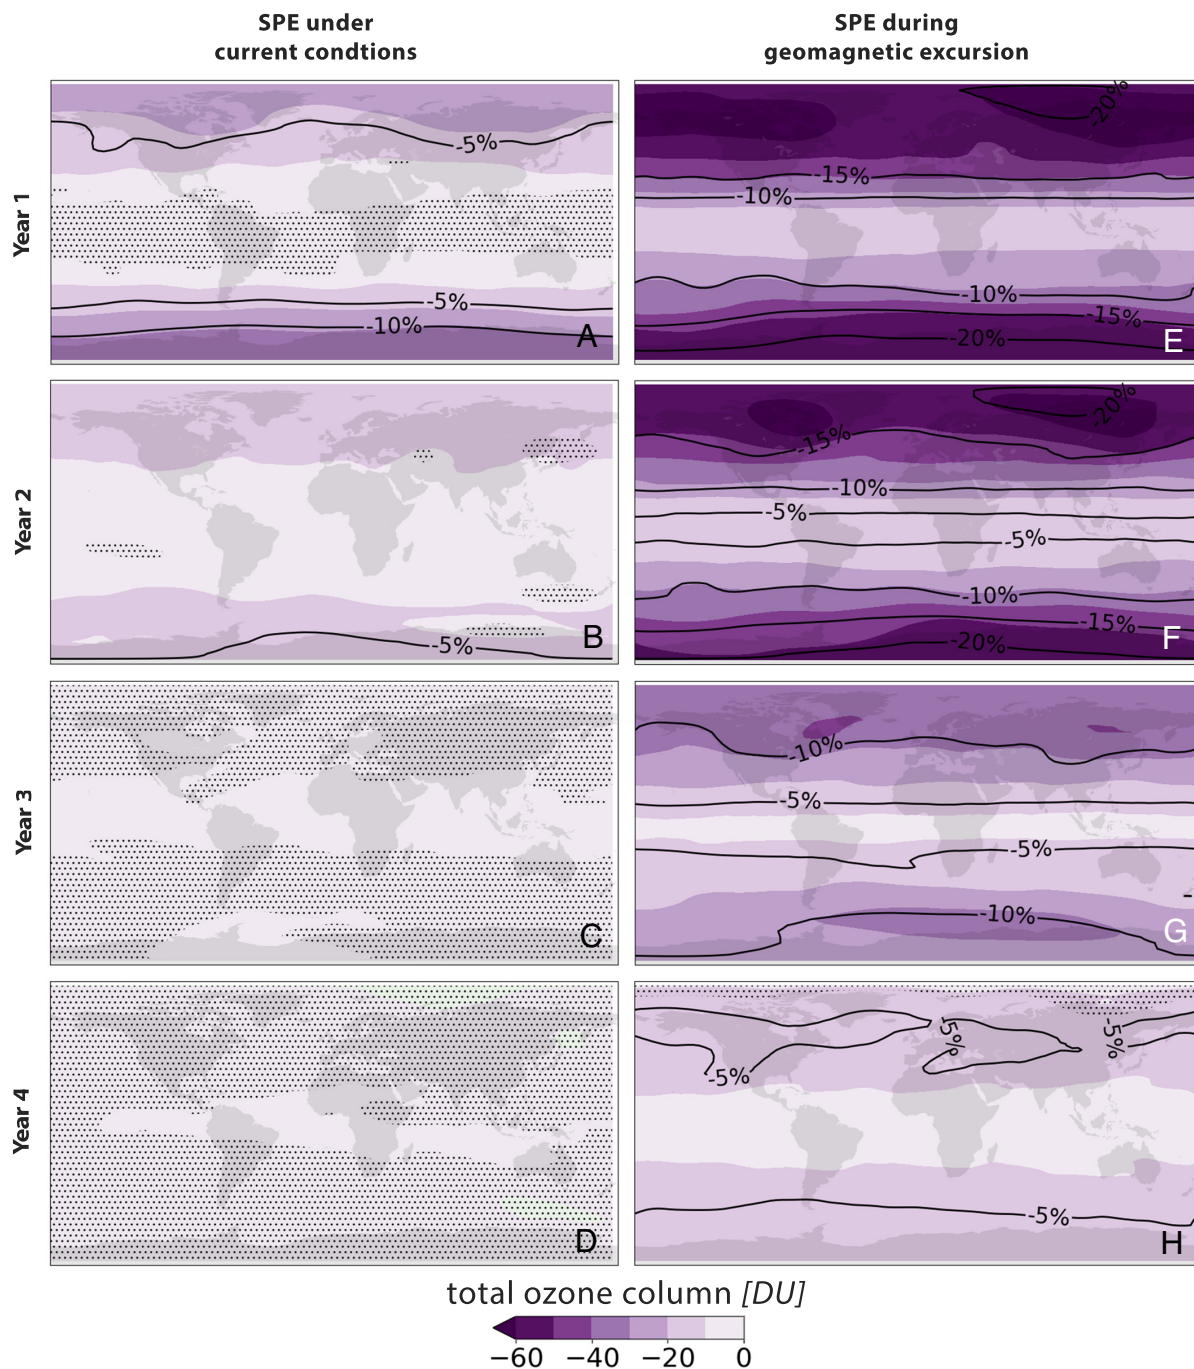 SPE under
current condtions
SPE during
geomagnetic excursion
Year 1
-5%
-5%
-10%
A
-20%
-15%
-10%
-10%
-15%
-20%
E
Year 2
-5%
B
-20%
-15%
-10%
-5%
-5%
-10%
-15%
-20%
F
Year 3
C
-10%
-5%
-5%
-10%
-
G
Year 4
D
-5%
-5%
-5%
-5%
H
total ozone column [DU]
−60 −40 −20 0